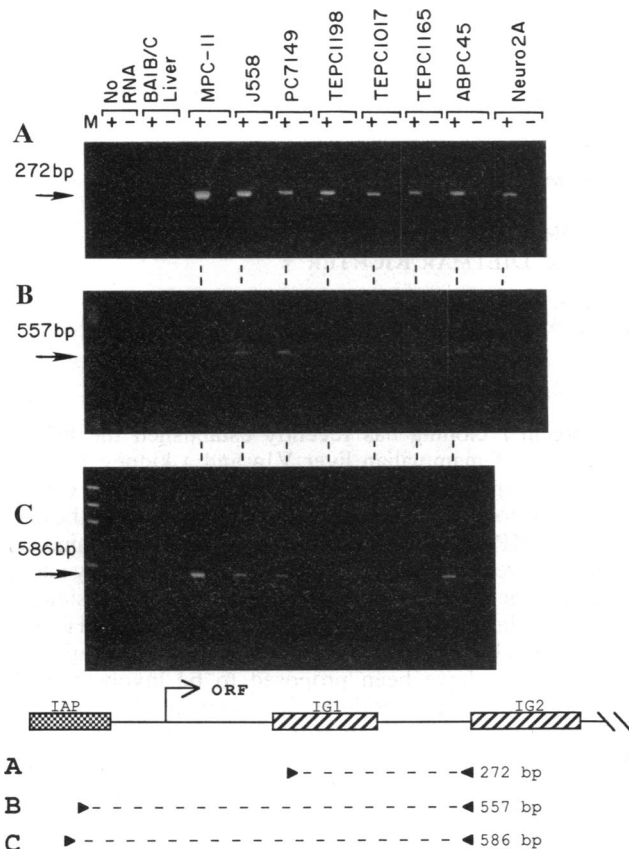 No RNA
BA1B/C Liver
MPC-11
J558
PC7149
TEPC1198
TEPC1017
TEPC1165
ABPC45
Neuro2A
M + - + - + - + - + - + - + - + - + - + -
A
272bp
B
557bp
C
586bp
ORF
IAP
IG1
IG2
A
272 bp
B
557 bp
C
586 bp